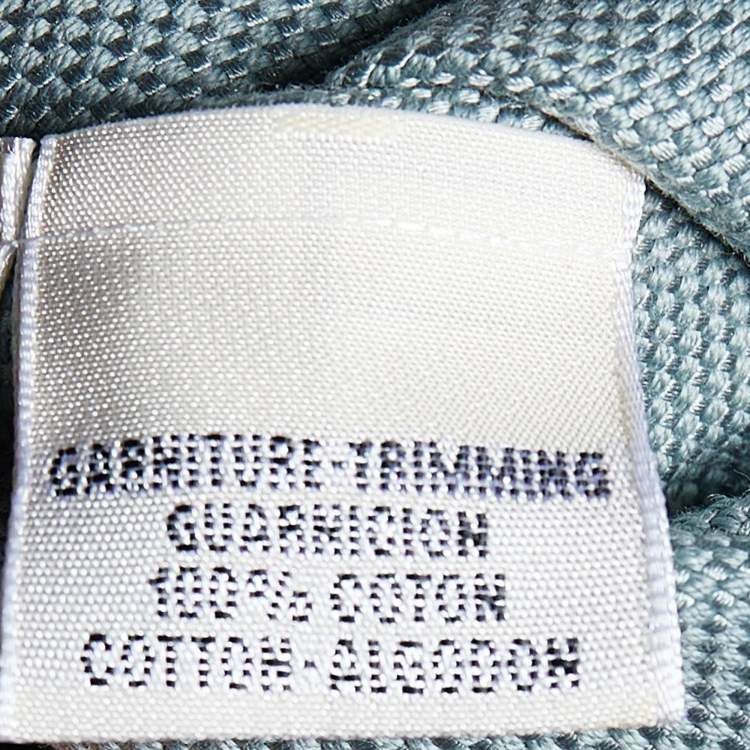 GARNITURE-TRIMMING
GUARNICION
100% COTON
COTTON-ALGODON